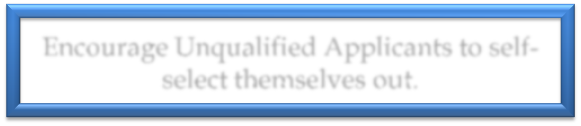 Encourage Unqualified Applicants to self-
select themselves out.